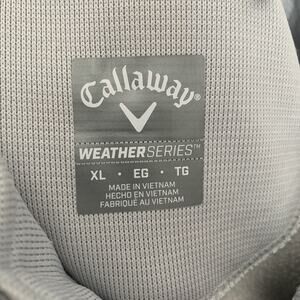 Callaway®
WEATHERSERIES™
XL · EG · TG
MADE IN VIETNAM
HECHO EN VIETNAM
FABRIQUÉ AU VIETNAM